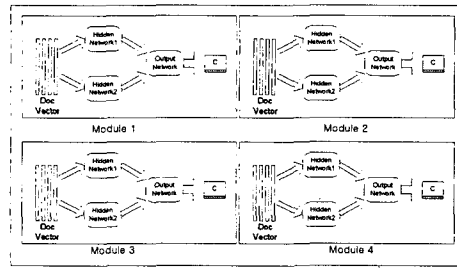 Hidden
Network1
Output
Network
C
Hidden
Network2
Doc
Vector
Module 1
Hidden
Network1
Output
Network
C
Hidden
Network2
Doc
Vector
Module 2
Hidden
Network1
Output
Network
C
Hidden
Network2
Doc
Vector
Module 3
Hidden
Network1
Output
Network
C
Hidden
Network2
Doc
Vector
Module 4